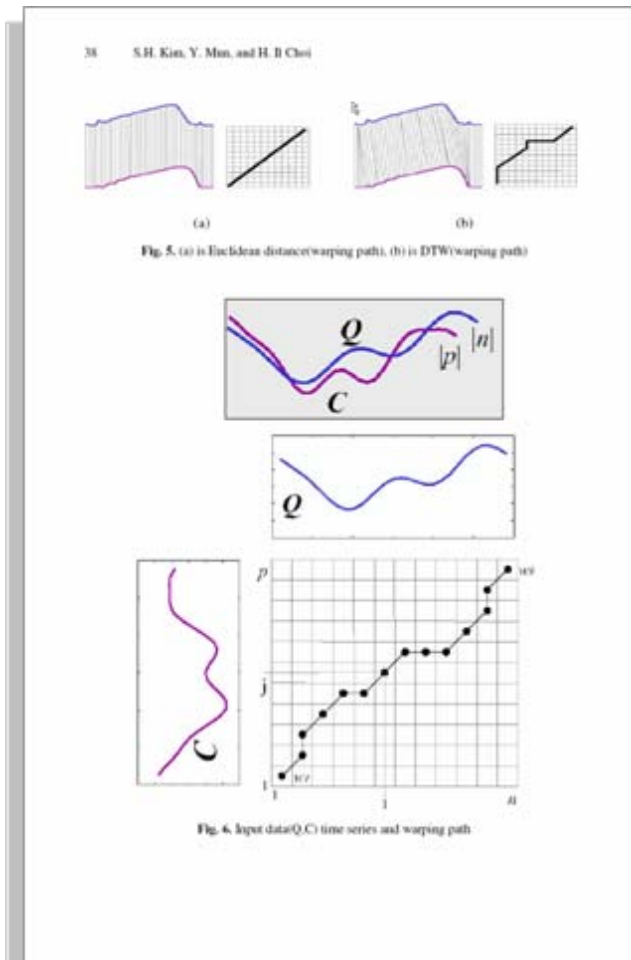 38 S.H. Kim, Y. Mun, and H. Il Choi
(a) (b)
Fig. 5. (a) is Euclidean distance(warping path), (b) is DTW(warping path)
Q
|n|
|p|
C
Q
p
j
C
1
1 i n
Fig. 6. Input data(Q,C) time series and warping path